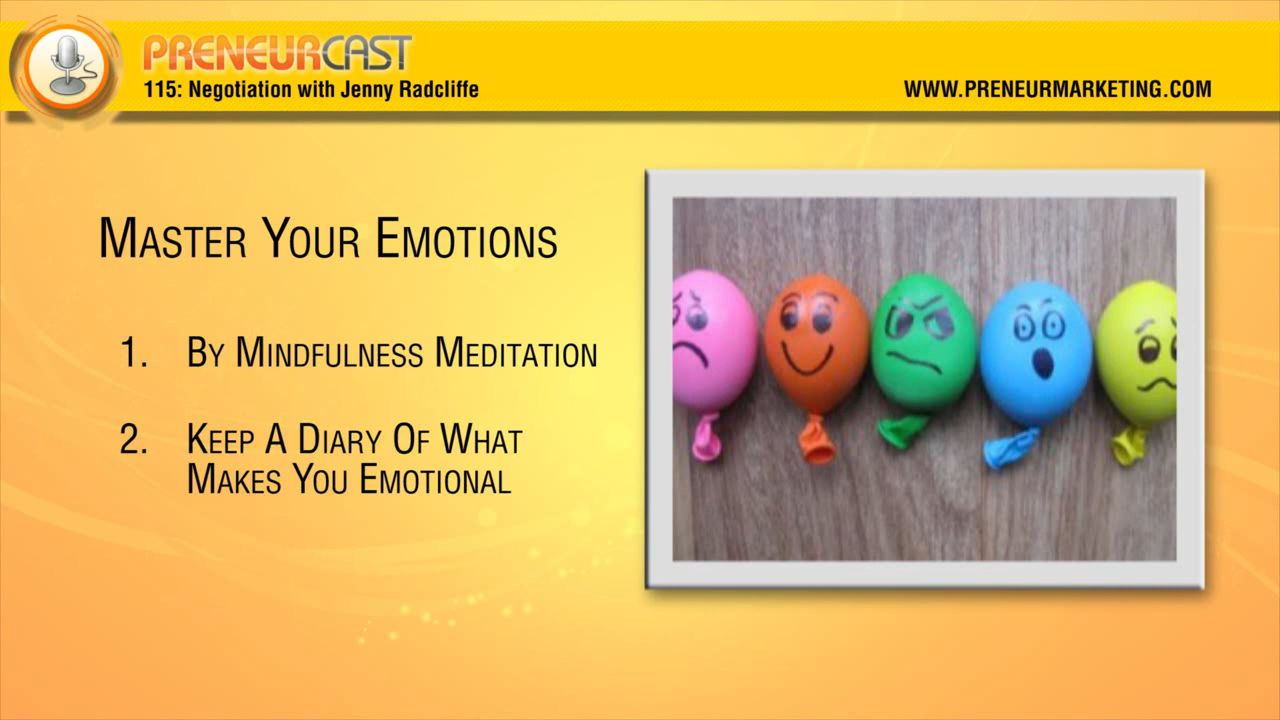 PRENEURCAST
115: Negotiation with Jenny Radcliffe
WWW.PRENEURMARKETING.COM
Master Your Emotions
1. By Mindfulness Meditation
2. Keep A Diary Of What
Makes You Emotional